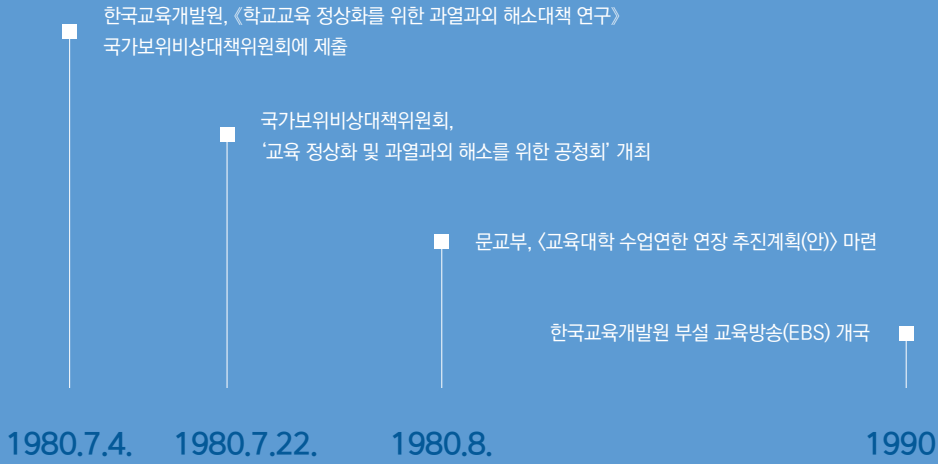 한국교육개발원, 《학교교육 정상화를 위한 과열과외 해소대책 연구》
국가보위비상대책위원회에 제출
국가보위비상대책위원회,
‘교육 정상화 및 과열과외 해소를 위한 공청회’ 개최
문교부, 〈교육대학 수업연한 연장 추진계획(안)〉 마련
한국교육개발원 부설 교육방송(EBS) 개국
1980.7.4. 1980.7.22. 1980.8. 1990